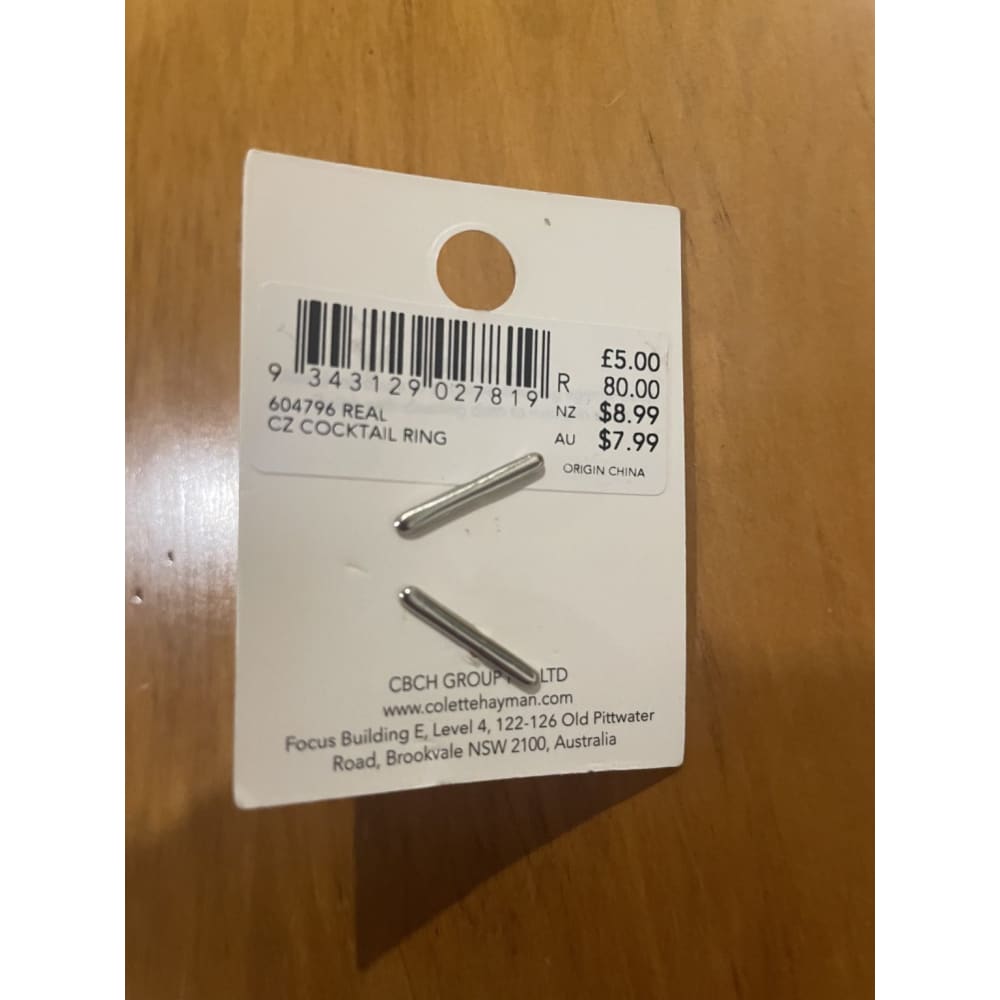 9 343129 027819
604796 REAL
CZ COCKTAIL RING
£5.00
R 80.00
NZ $8.99
AU $7.99
ORIGIN CHINA
CBCH GROUP LTD
www.colettehayman.com
Focus Building E, Level 4, 122-126 Old Pittwater
Road, Brookvale NSW 2100, Australia